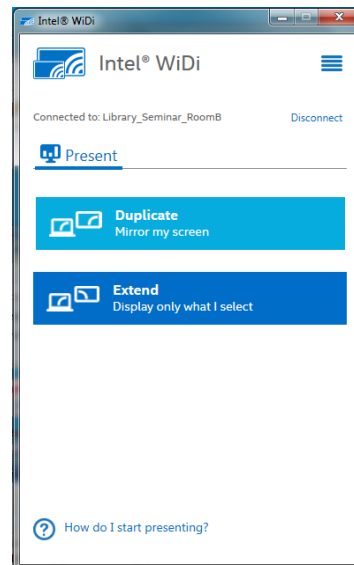 Intel® WiDi
Intel® WiDi
Connected to: Library_Seminar_RoomB Disconnect
Present
Duplicate
Mirror my screen
Extend
Display only what I select
? How do I start presenting?